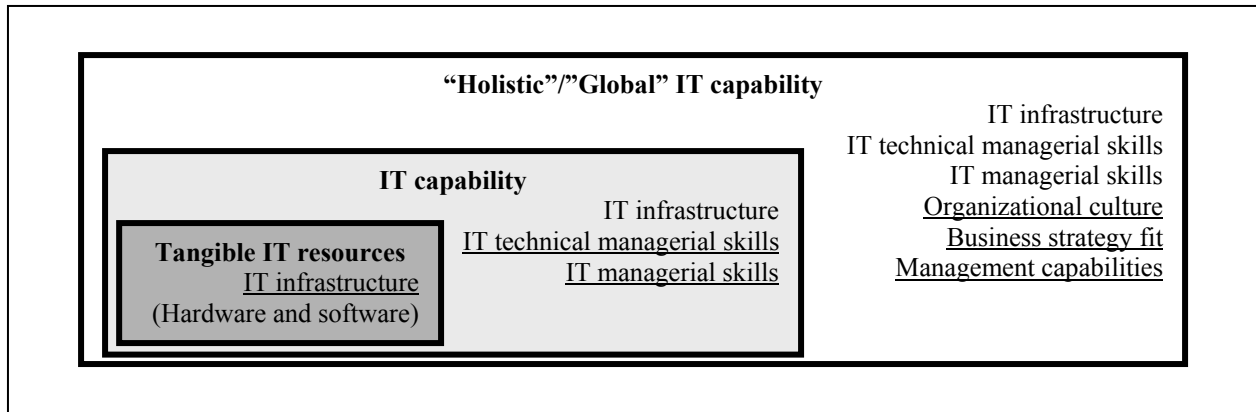 “Holistic”/”Global” IT capability
IT infrastructure
IT technical managerial skills
IT managerial skills
Organizational culture
Business strategy fit
Management capabilities
IT capability
IT infrastructure
IT technical managerial skills
IT managerial skills
Tangible IT resources
IT infrastructure
(Hardware and software)